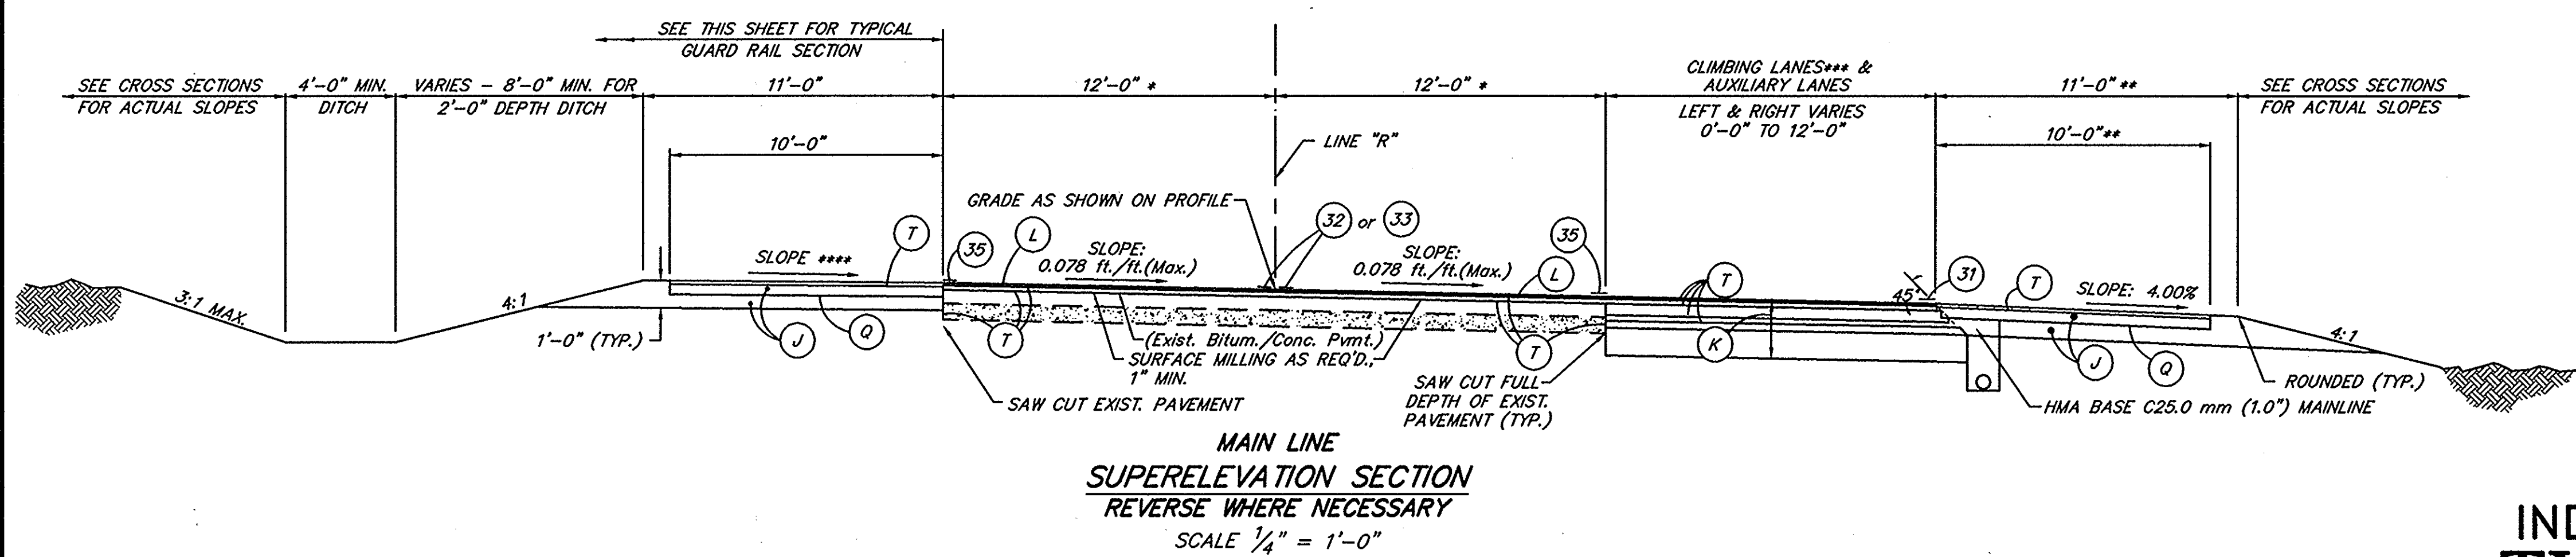 SEE THIS SHEET FOR TYPICAL
GUARD RAIL SECTION
SEE CROSS SECTIONS
FOR ACTUAL SLOPES
4'-0" MIN.
DITCH
VARIES - 8'-0" MIN. FOR
2'-0" DEPTH DITCH
11'-0"
12'-0" *
12'-0" *
CLIMBING LANES*** &
AUXILIARY LANES
LEFT & RIGHT VARIES
0'-0" TO 12'-0"
11'-0" **
SEE CROSS SECTIONS
FOR ACTUAL SLOPES
10'-0"
LINE "R"
10'-0"**
GRADE AS SHOWN ON PROFILE
32 or 33
T
35
L
SLOPE ****
SLOPE:
0.078 ft./ft.(Max.)
SLOPE:
0.078 ft./ft.(Max.)
35
L
T
45°
31
T
SLOPE: 4.00%
3:1 MAX.
4:1
1'-0" (TYP.)
J
Q
T
(Exist. Bitum./Conc. Pvmt.)
SURFACE MILLING AS REQ'D.,
1" MIN.
T
K
J
Q
4:1
SAW CUT EXIST. PAVEMENT
SAW CUT FULL
DEPTH OF EXIST.
PAVEMENT (TYP.)
ROUNDED (TYP.)
HMA BASE C25.0 mm (1.0") MAINLINE
MAIN LINE
SUPERELEVATION SECTION
REVERSE WHERE NECESSARY
SCALE 1/4" = 1'-0"
IND